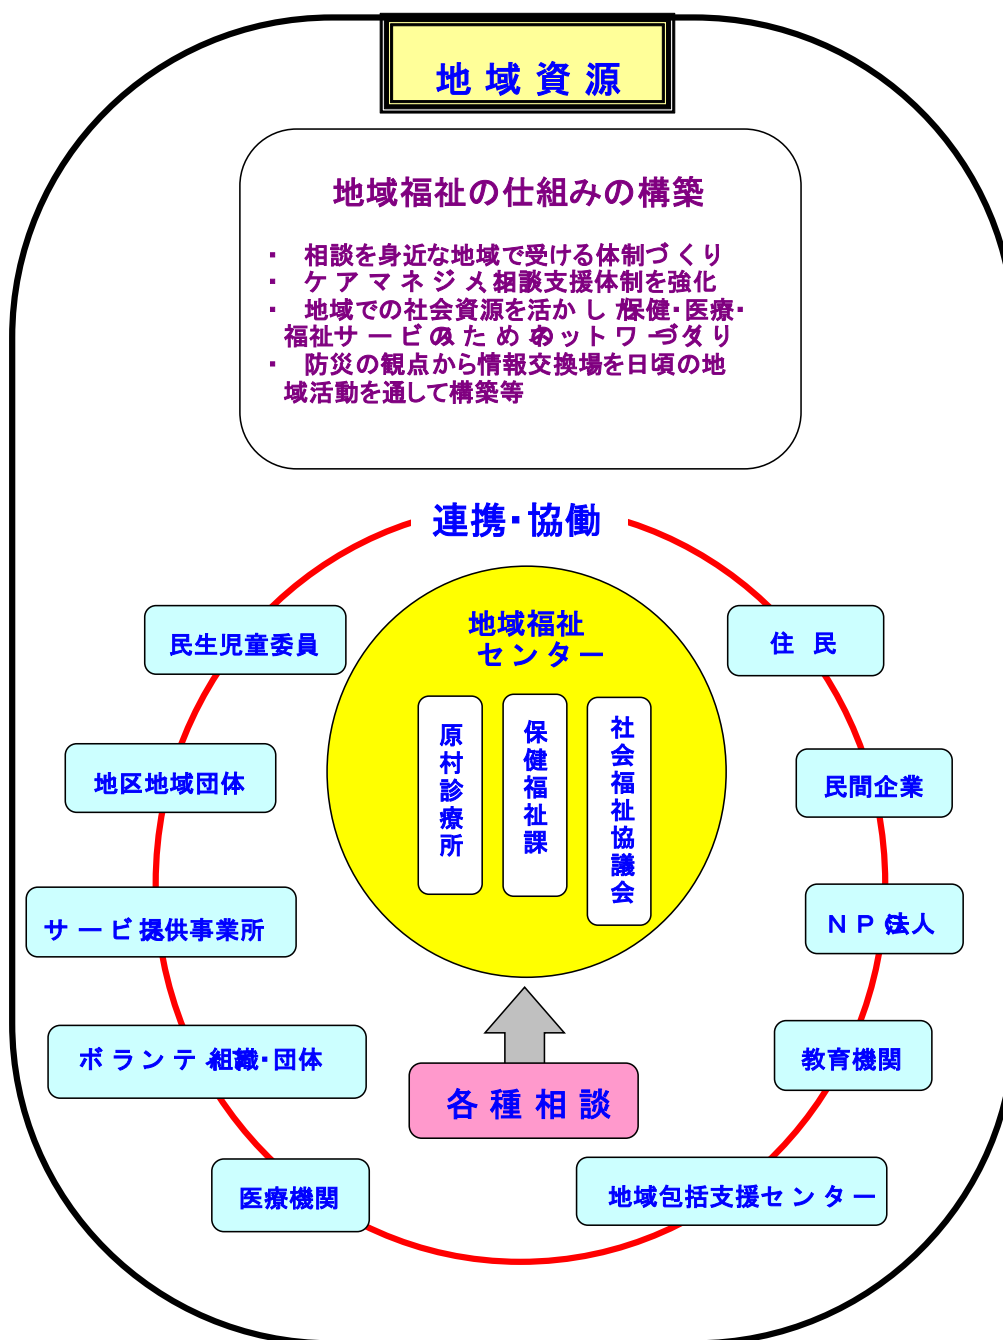 地域資源
地域福祉の仕組みの構築
・ 相談を身近な地域で受ける体制づくり
・ ケアマネジメ 相談支援体制を強化
・ 地域での社会資源を活かした保健・医療・
福祉サービスのためのネットワークづくり
・ 防災の観点から情報交換場を日頃の地
域活動を通して構築等
連携・協働
地域福祉
センター
原村診療所
保健福祉課
社会福祉協議会
民生児童委員
住民
地区地域団体
民間企業
サービス提供事業所
NPO法人
ボランティア組織・団体
教育機関
各種相談
医療機関
地域包括支援センター